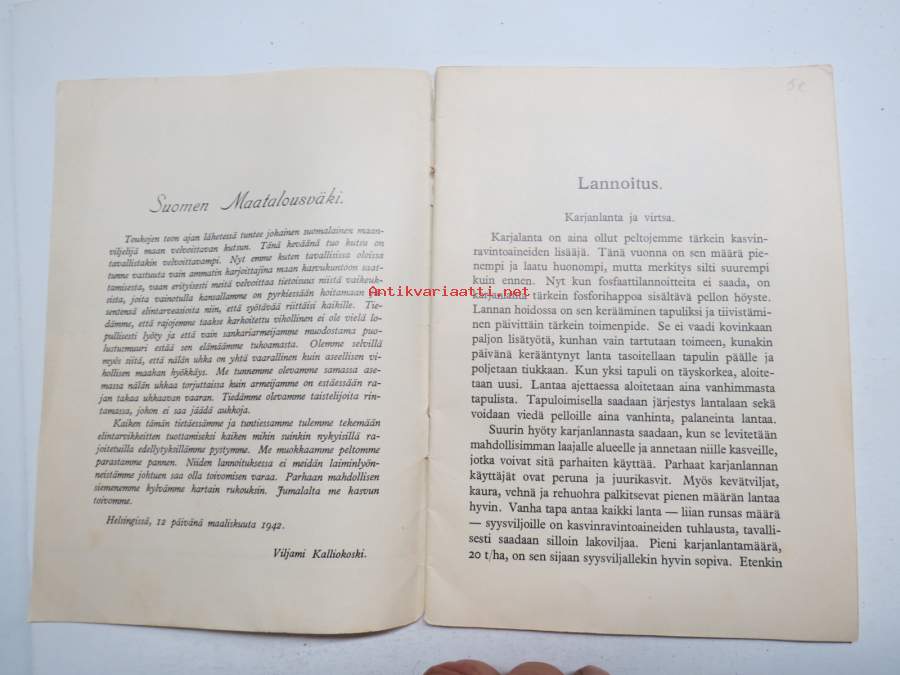 Suomen Maatalousväki.
Toukojen teon ajan lähetessä tuntee johainen suomalainen maan-
viljelijä maan velvoittavan kutsun. Tänä keväänä tuo kutsu on
tavallistakin velvoittavampi. Nyt emme kuten tavallisissa oloissa
tunne vastuuta vain ammatin harjoittajina maan kasvukuntoon saat-
tamisesta, vaan erityisesti meitä velvoittaa tietoisuus niistä vaikeuk-
sista, joita vainotulla kansallamme on pyrkiessään hoitamaan
sentensä elintarveasioita niin, että syötävää riittäisi kaikille. Tie-
dämme, että rajojemme taakse karkoitettu vihollinen ei ole vielä lo-
pullisesti lyöty ja että vain sankariarmeijamme muodostama puo-
lustusmuuri estää sen elämäämme tuhoamasta. Olemme selvillä
myös siitä, että nälän uhka on yhtä vaarallinen kuin aseellisen vi-
hollisen maahan hyökkäys. Me tunnemme olevamme samassa ase-
massa nälän uhkaa torjuttaissa kuin armeijamme on estäessään ra-
jan takaa uhkaavan vaaran. Tiedämme olevamme taistelijoita rin-
tamassa, johon ei saa jäädä aukkoja.
Kaiken tämän tietäessämme ja tuntiessamme tulemme tekemään
elintarvikkeitten tuottamiseksi kaiken mihin suinkin nykyisillä ra-
joitetuilla edellytyksillämme pystymme. Me muokkaamme peltomme
parastamme pannen. Niiden lannoituksessa ei meidän laiminlyön-
neistämme johtuen saa olla toivomisen varaa. Parhaan mahdollisen
siemenemme kylvämme hartain rukouksin. Jumalalta me kasvun
toivomme.
Helsingissä, 12 päivänä maaliskuuta 1942.
Viljami Kalliokoski.
5e
Lannoitus.
Karjanlanta ja virtsa.
Karjalanta on aina ollut peltojemme tärkein kasvin-
ravintoaineiden lisääjä. Tänä vuonna on sen määrä pie-
nempi ja laatu huonompi, mutta merkitys silti suurempi
kuin ennen. Nyt kun fosfaattilannoitteita ei saada, on
karjanlanta tärkein fosforihappoa sisältävä pellon höyste.
Lannan hoidossa on sen kerääminen tapuliksi ja tiivistämi-
nen päivittäin tärkein toimenpide. Se ei vaadi kovinkaan
paljon lisätyötä, kunhan vain tartutaan toimeen, kunakin
päivänä kerääntynyt lanta tasoitellaan tapulin päälle ja
poljetaan tiukkaan. Kun yksi tapuli on täyskorkea, aloite-
taan uusi. Lantaa ajettaessa aloitetaan aina vanhimmasta
tapulista. Tapuloimisella saadaan järjestys lantalaan sekä
voidaan viedä pelloille aina vanhinta, palaneinta lantaa.
Suurin hyöty karjanlannasta saadaan, kun se levitetään
mahdollisimman laajalle alueelle ja annetaan niille kasveille,
jotka voivat sitä parhaiten käyttää. Parhaat karjanlannan
käyttäjät ovat peruna ja juurikasvit. Myös kevätviljat,
kaura, vehnä ja rehuohra palkitsevat pienen määrän lantaa
hyvin. Vanha tapa antaa kaikki lanta — liian runsas määrä
— syysviljoille on kasvinravintoaineiden tuhlausta, tavalli-
sesti saadaan silloin lakoviljaa. Pieni karjanlantamäärä,
20 t/ha, on sen sijaan syysviljallekin hyvin sopiva. Etenkin
Antikvariaatti.net